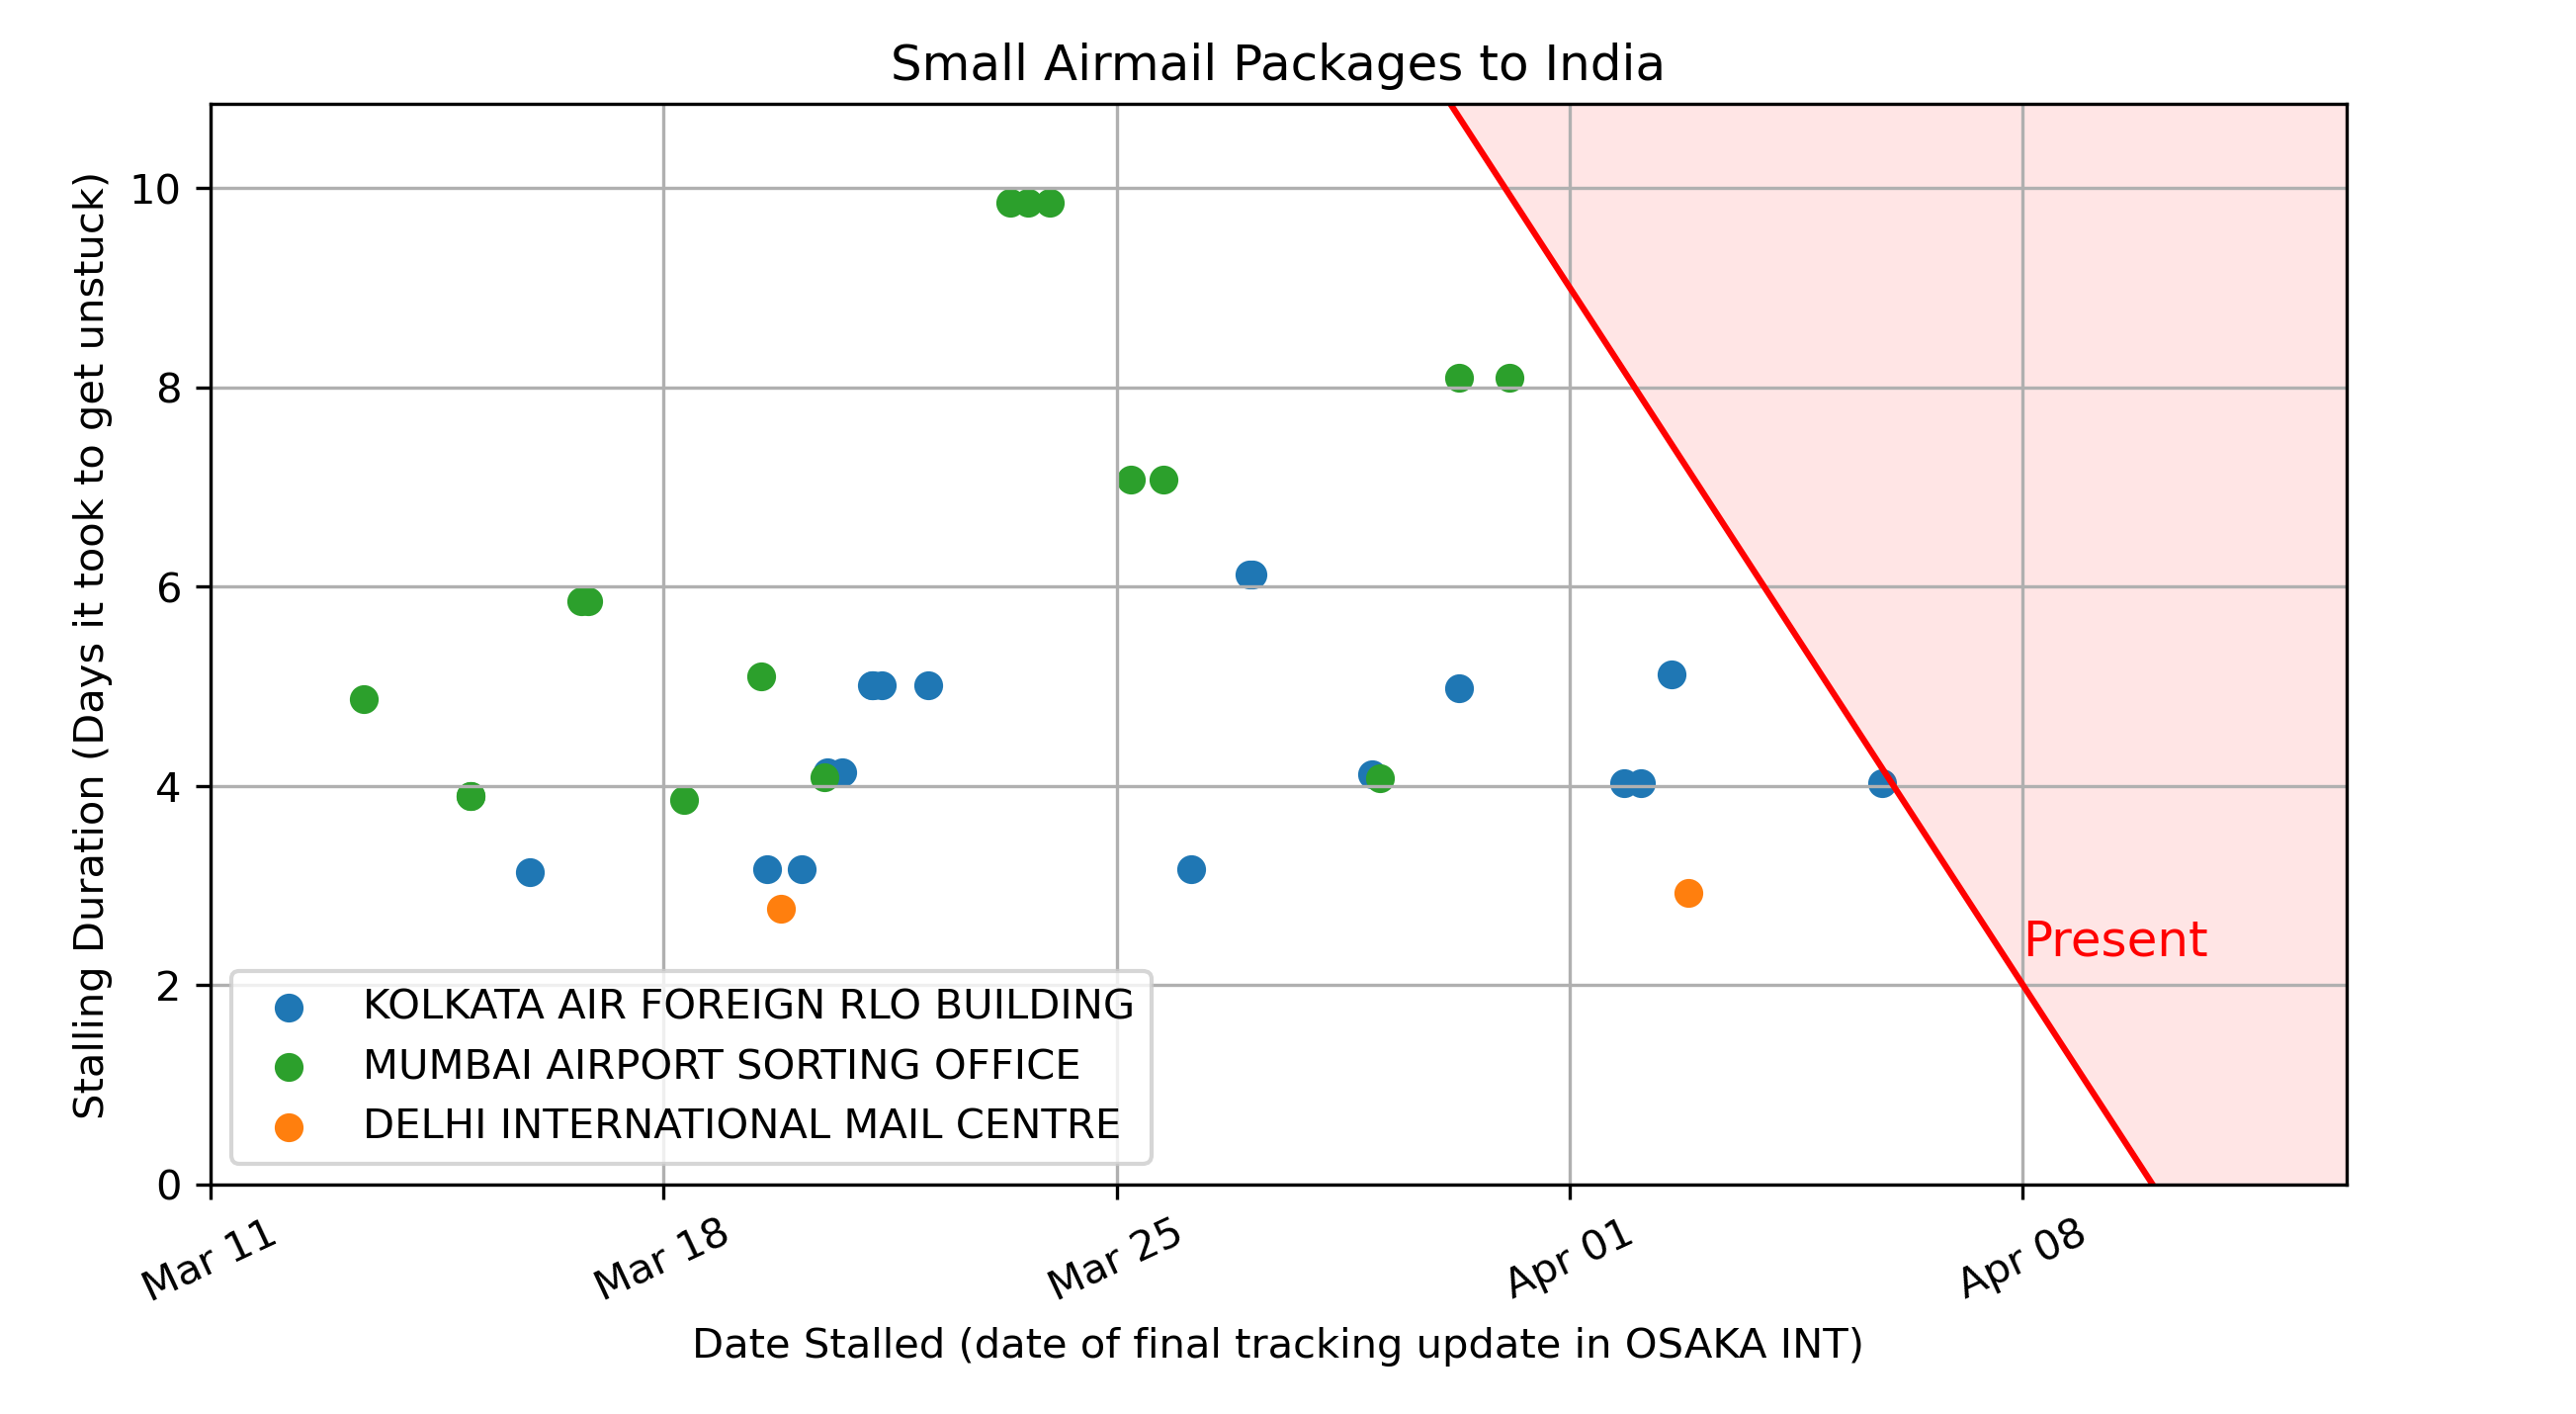 Small Airmail Packages to India
Stalling Duration (Days it took to get unstuck)
10
8
6
4
2
0
Present
KOLKATA AIR FOREIGN RLO BUILDING
MUMBAI AIRPORT SORTING OFFICE
DELHI INTERNATIONAL MAIL CENTRE
Mar 11
Mar 18
Mar 25
Apr 01
Apr 08
Date Stalled (date of final tracking update in OSAKA INT)